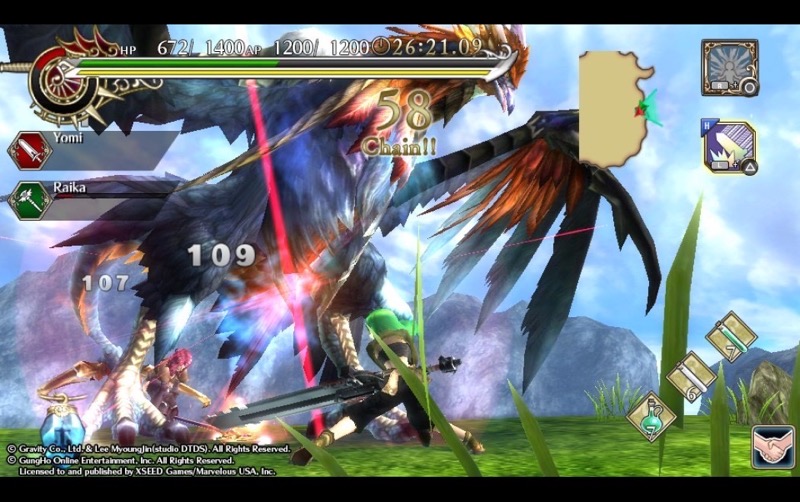 HP 672/ 1400 AP 1200/ 1200 26:21.09
58
Chain!!
Yomi
Raika
109
107
H
L +
7
6
7
© Gravity Co., Ltd. & Lee MyoungJin(studio DTDS). All Rights Reserved.
© GungHo Online Entertainment, Inc. All Rights Reserved.
Licensed to and published by XSEED Games/Marvelous USA, Inc.